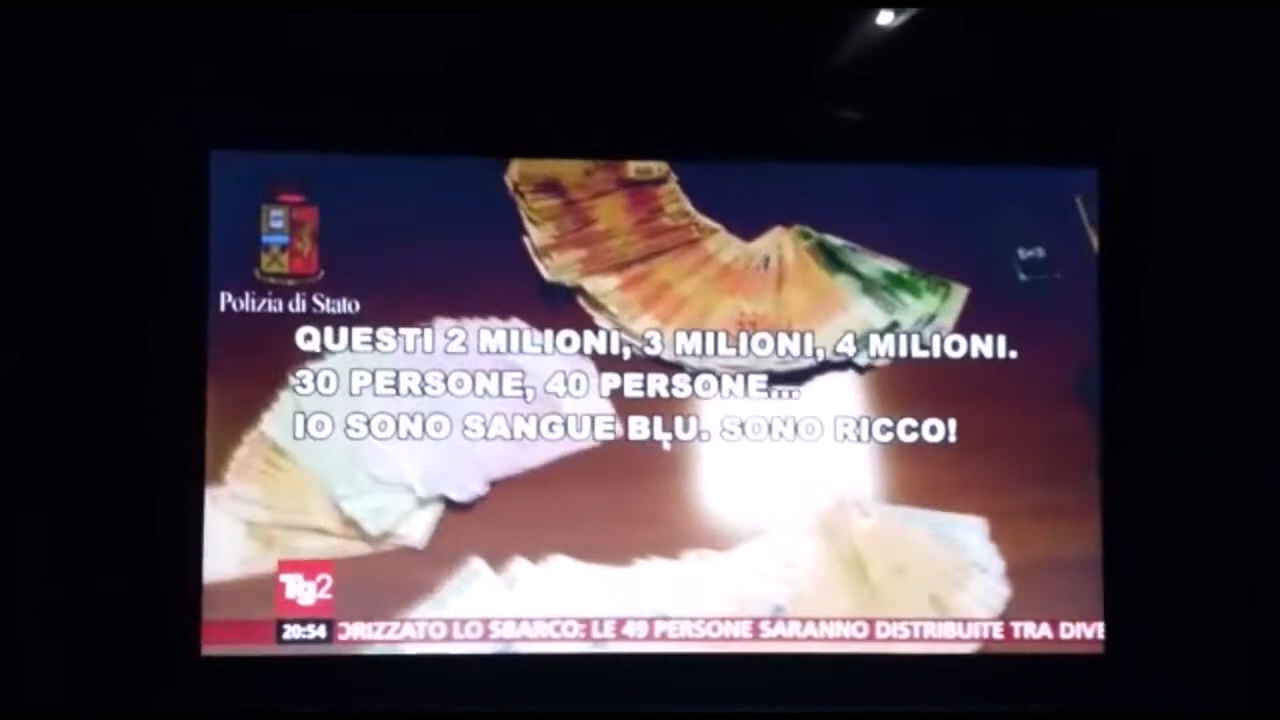 Polizia di Stato
QUESTI 2 MILIONI, 3 MILIONI, 4 MILIONI.
30 PERSONE, 40 PERSONE...
IO SONO SANGUE BLU. SONO RICCO!
Tg2
20:54 ORIZZATO LO SBARCO: LE 49 PERSONE SARANNO DISTRIBUITE TRA DIVE